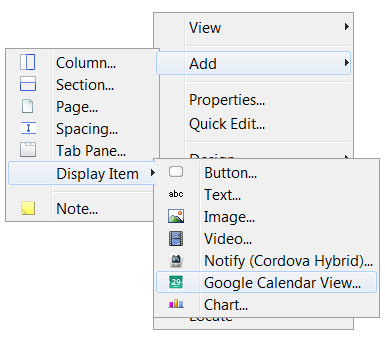 View
Add
Properties...
Quick Edit...
Design
Locate
Column...
Section...
Page...
Spacing...
Tab Pane...
Display Item
Note...
Button...
abc Text...
Image...
Video...
Notify (Cordova Hybrid)...
29 Google Calendar View...
Chart...